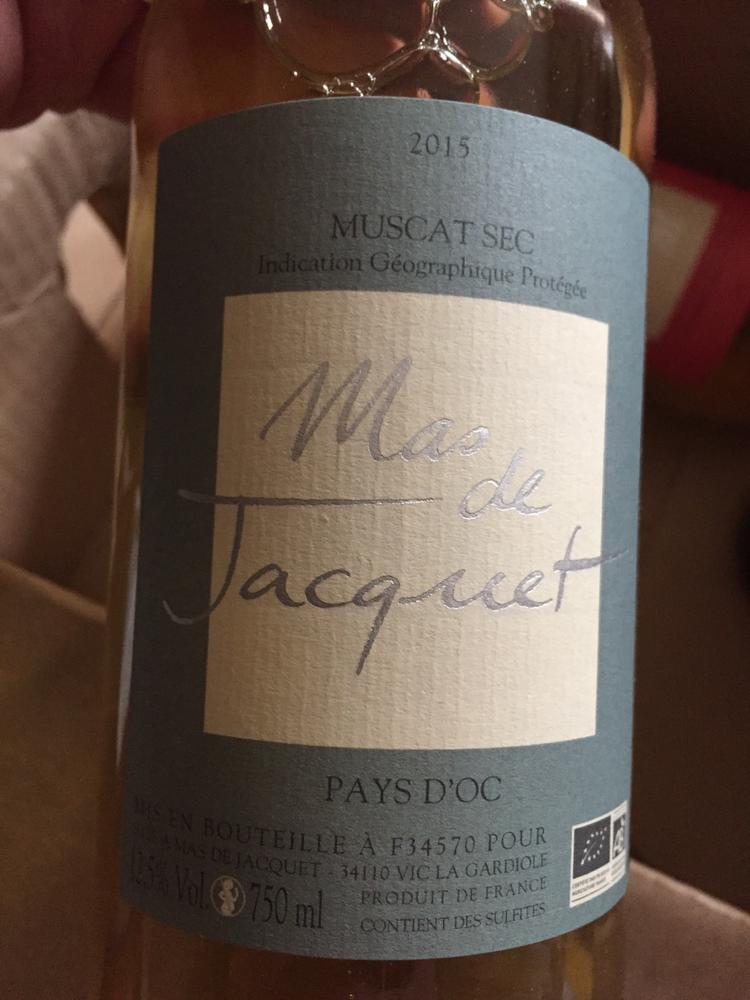 2015
MUSCAT SEC
Indication Géographique Protégée
Mas
de
Jacquet
PAYS D'OC
MIS EN BOUTEILLE À F34570 POUR
A MAS DE JACQUET - 34110 VIC LA GARDIOLE
12,5% Vol. 750 ml
PRODUIT DE FRANCE
CONTIENT DES SULFITES